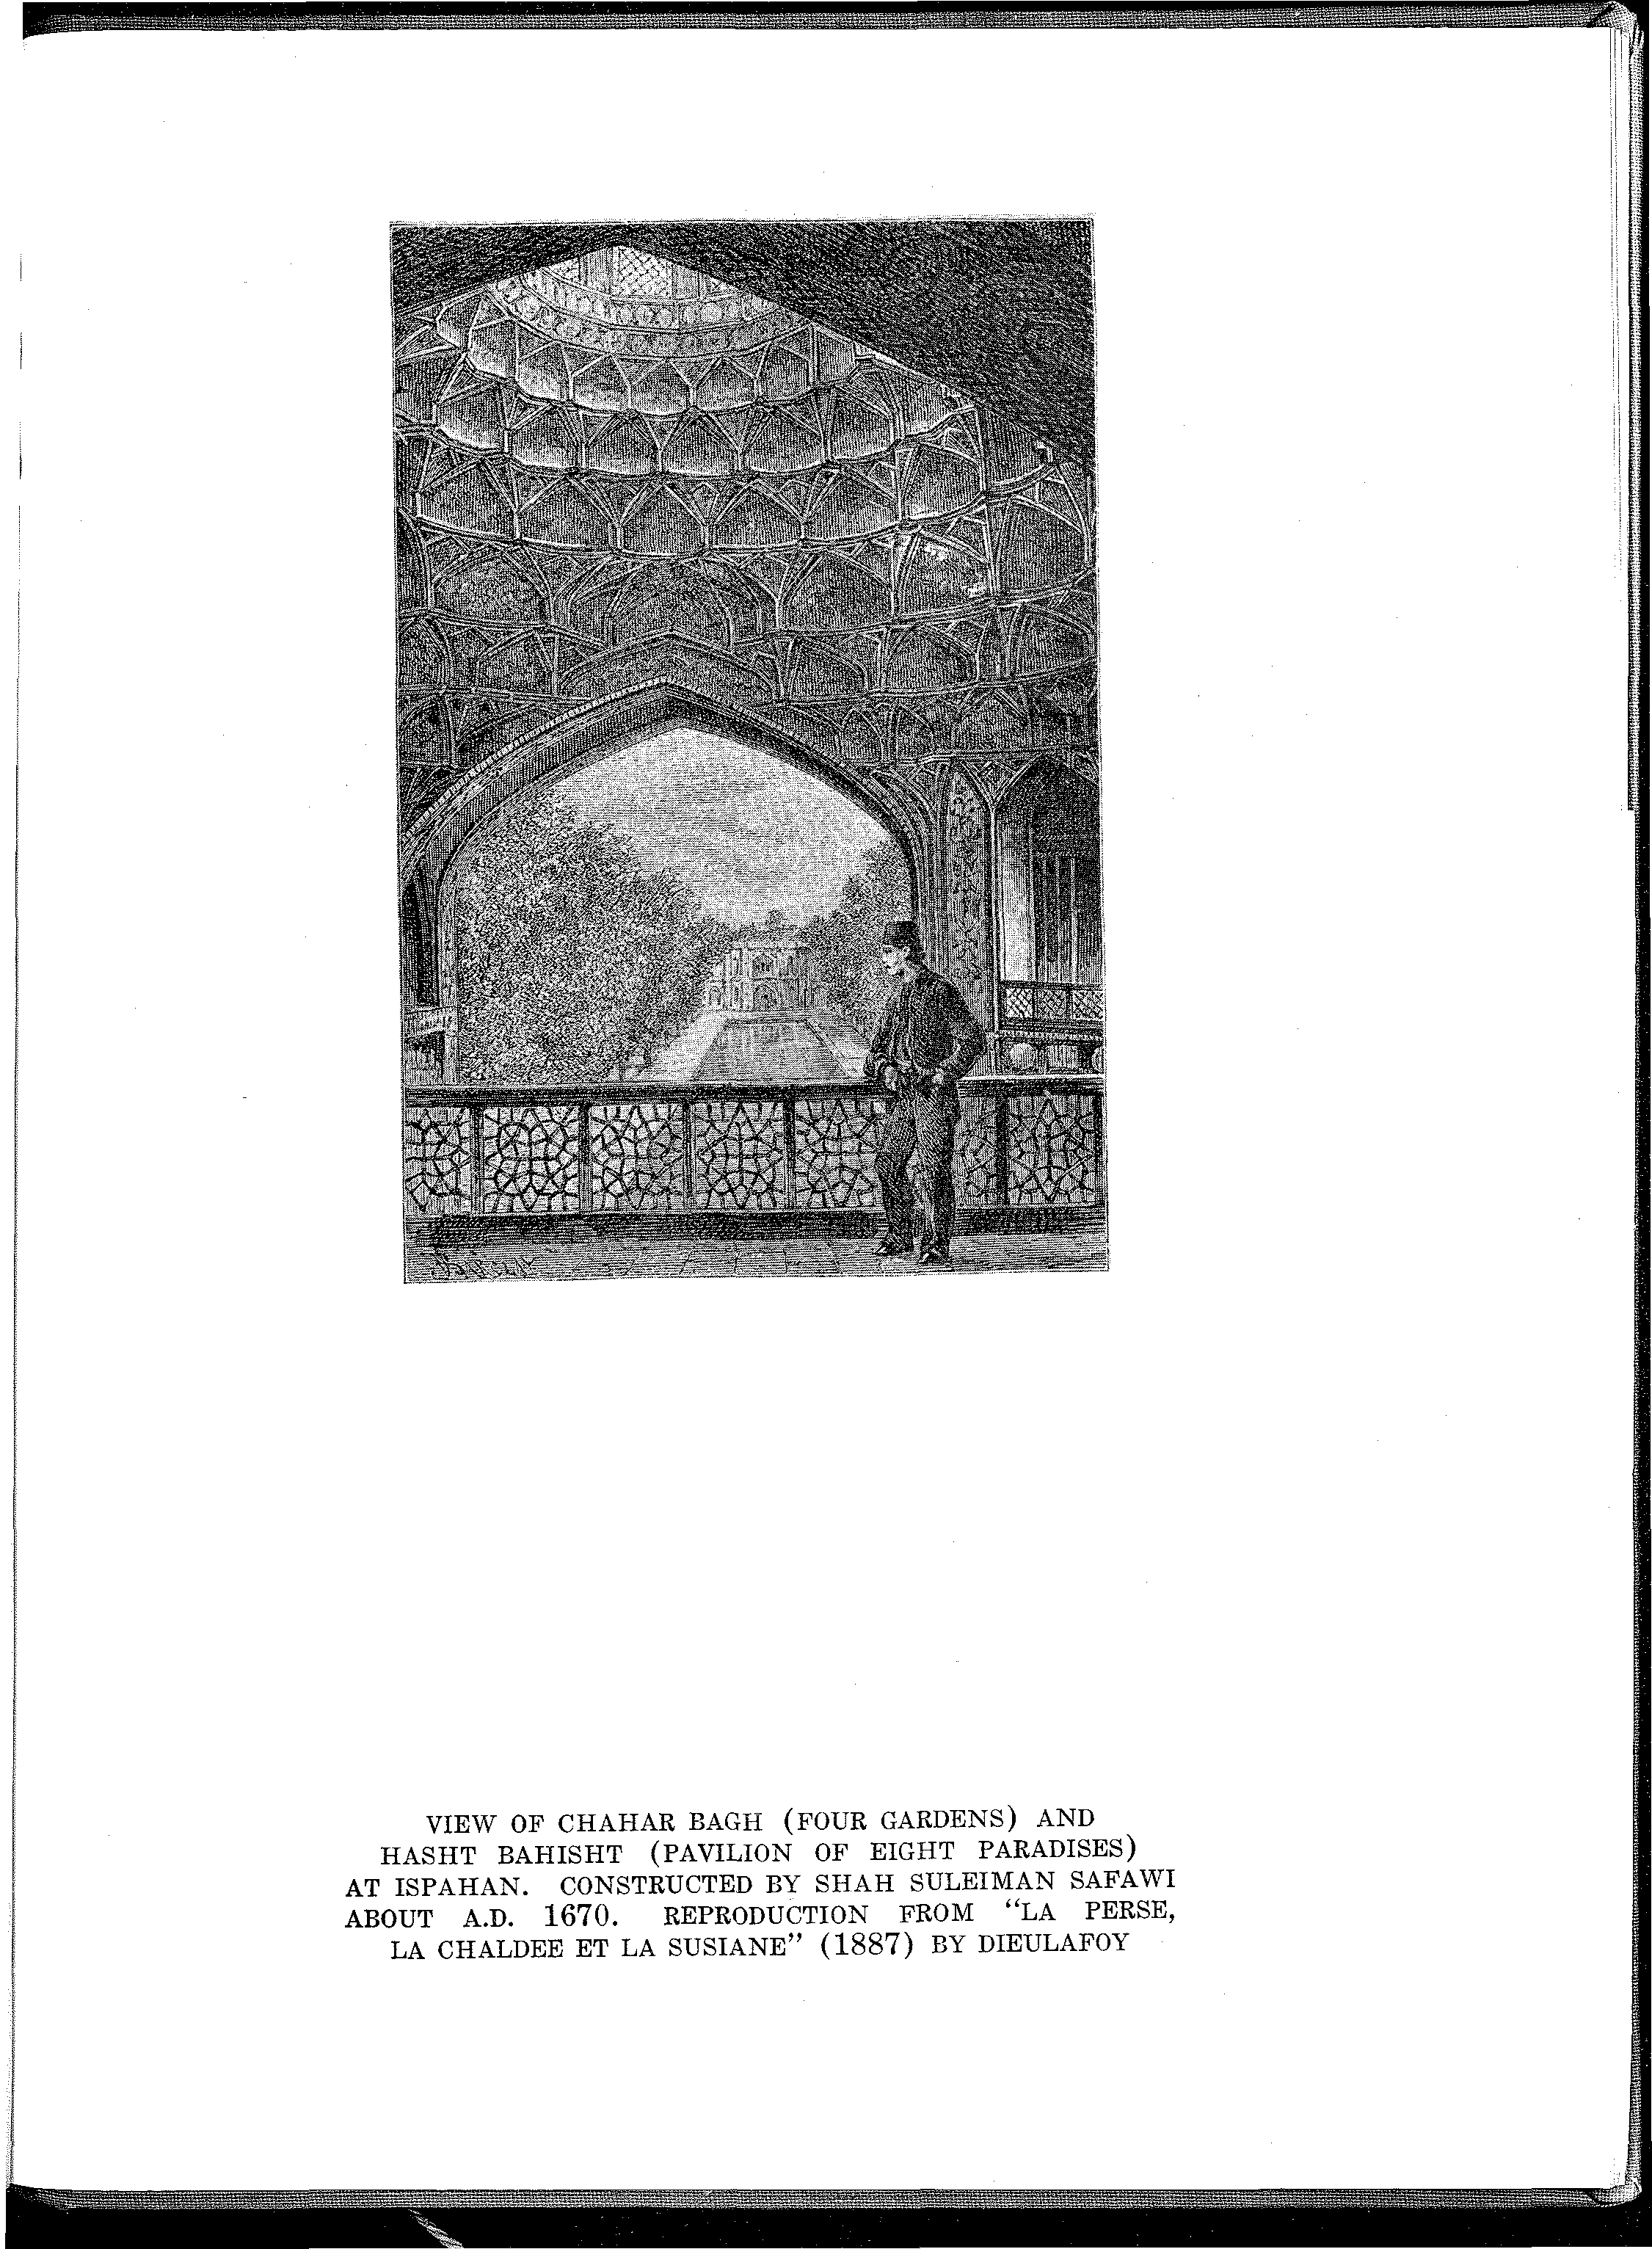 VIEW OF CHAHAR BAGH (FOUR GARDENS) AND
HASHT BAHISHT (PAVILION OF EIGHT PARADISES)
AT ISPAHAN. CONSTRUCTED BY SHAH SULEIMAN SAFAWI
ABOUT A.D. 1670. REPRODUCTION FROM "LA PERSE,
LA CHALDEE ET LA SUSIANE" (1887) BY DIEULAFOY